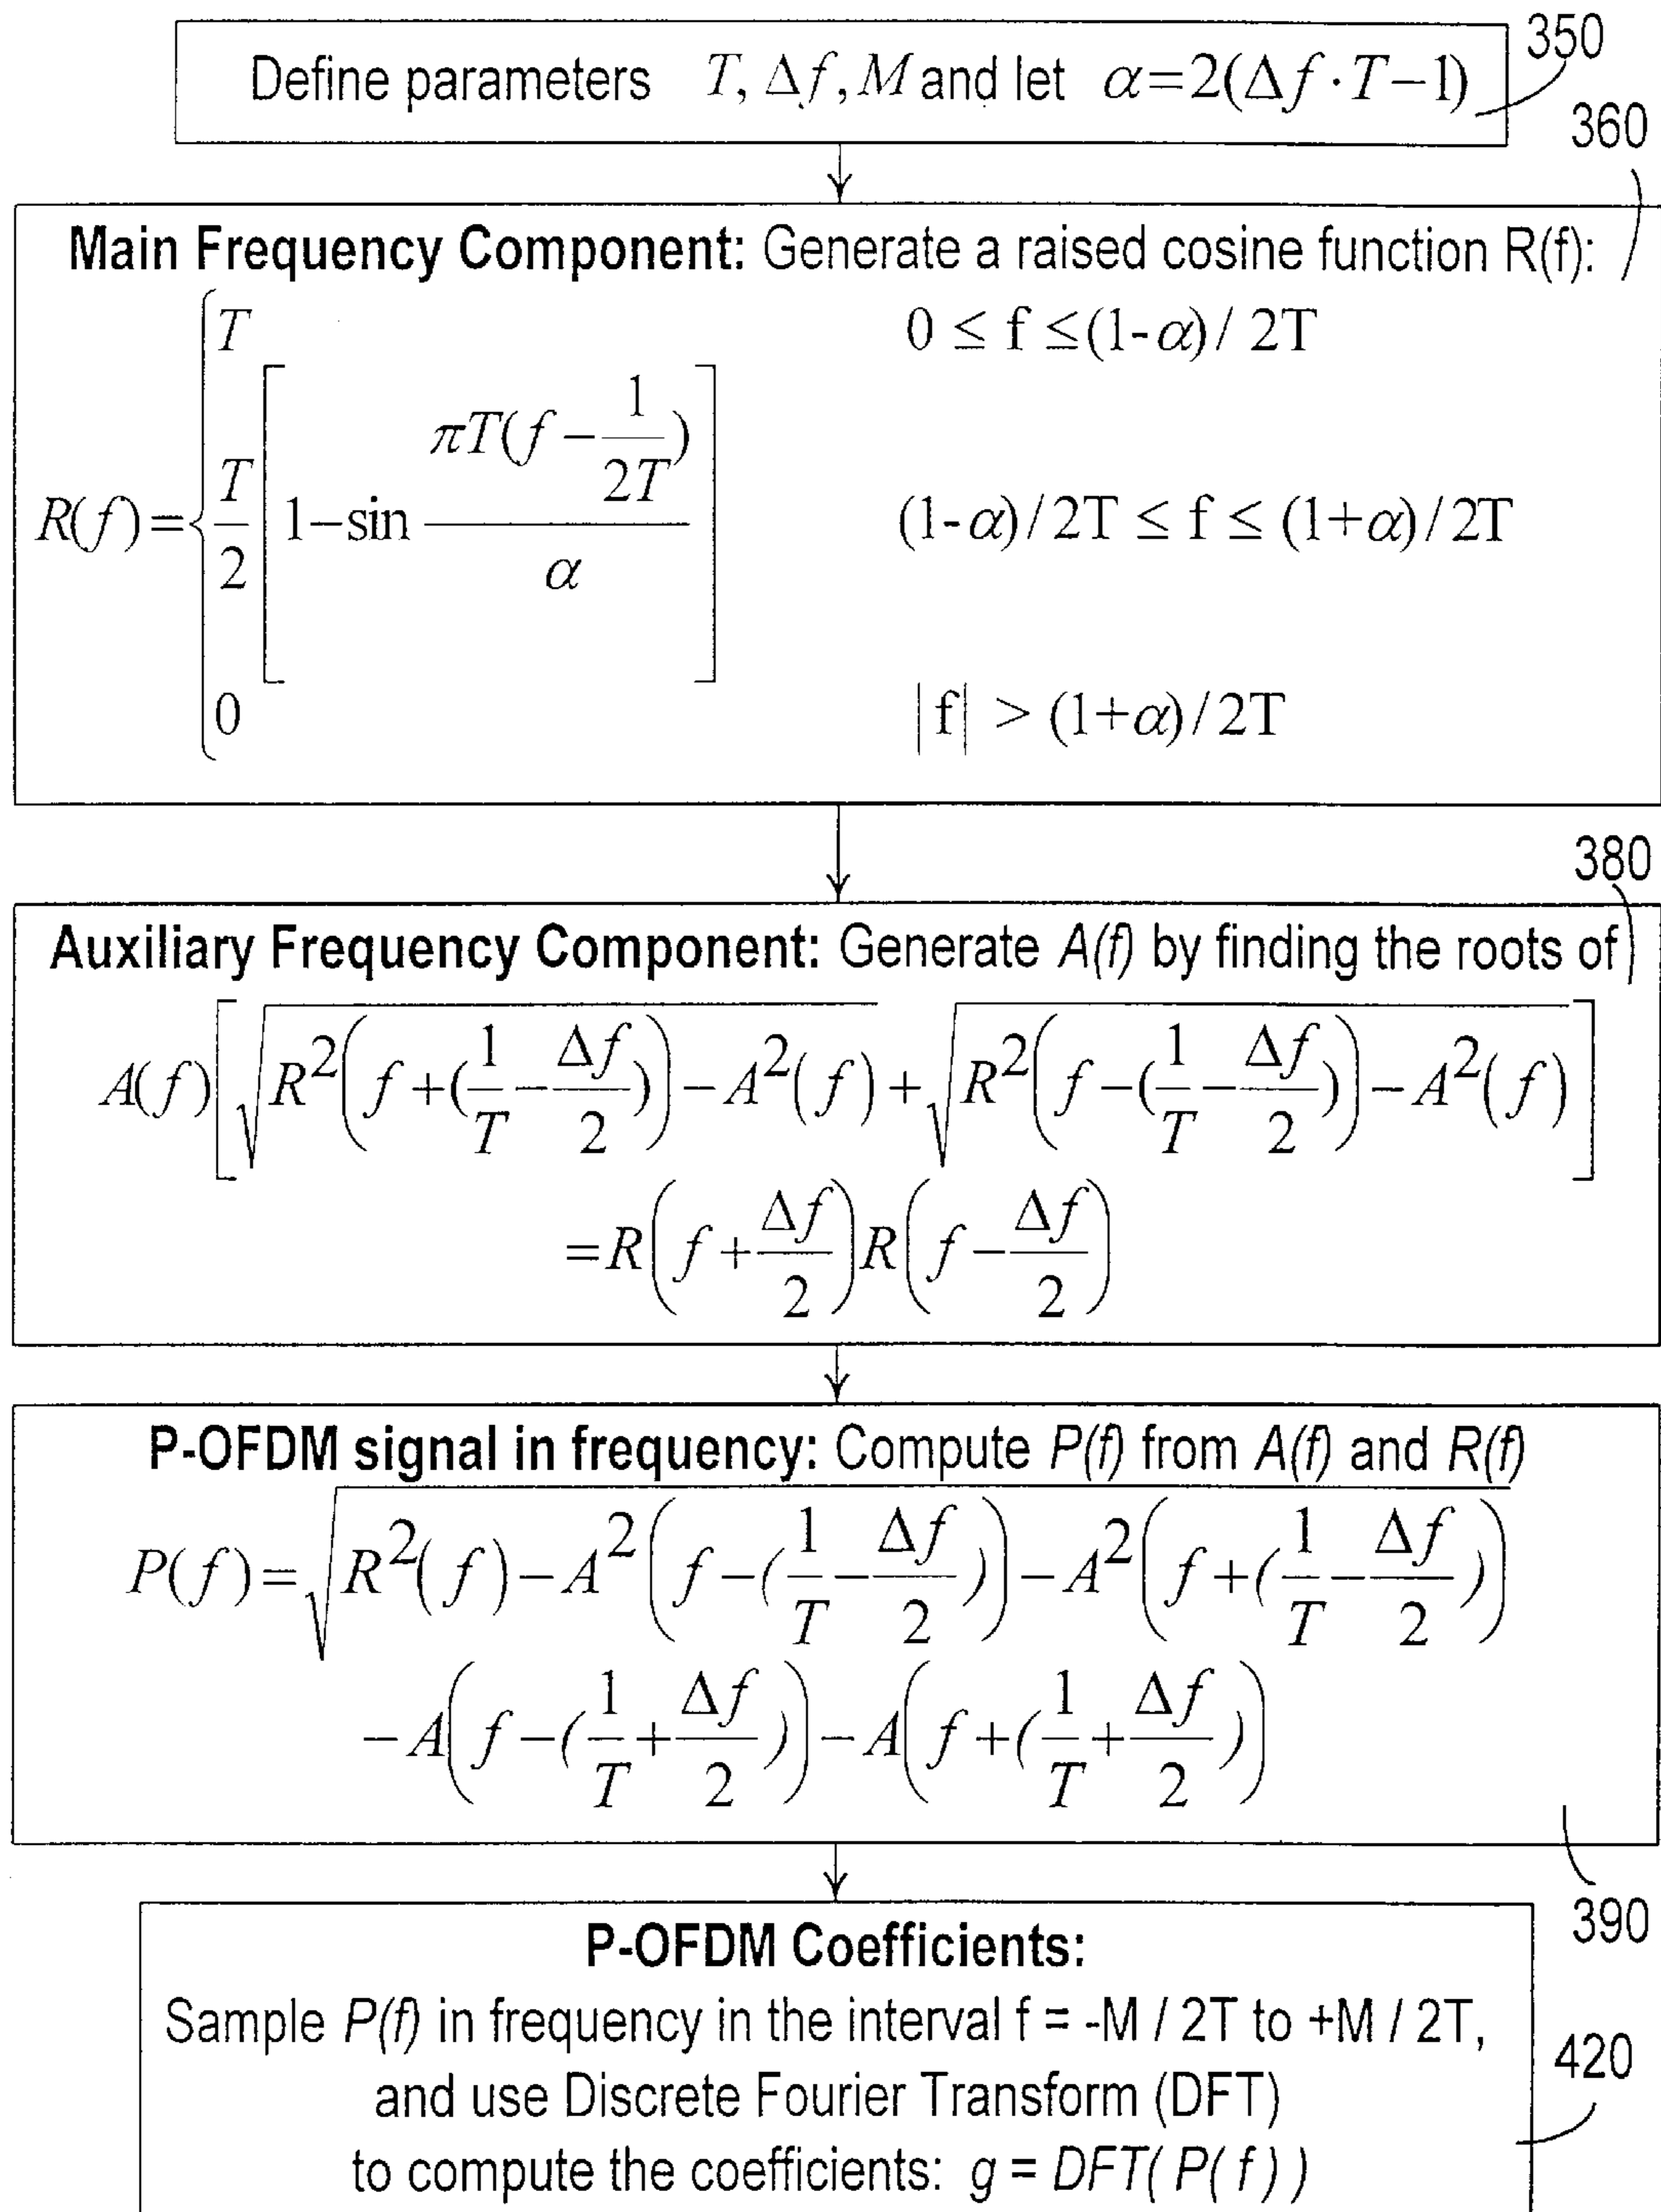 Define parameters T, Δf, M and let α=2(Δf·T−1)
350
360
Main Frequency Component: Generate a raised cosine function R(f):
R(f)= { T    0 ≤ f ≤(1-α)/ 2T
T/2 [1−sin (πT(f−1/2T))/α]    (1-α)/2T ≤ f ≤ (1+α)/2T
0    |f| > (1+α)/2T
380
Auxiliary Frequency Component: Generate A(f) by finding the roots of
A(f)[√(R²(f+(1/T−Δf/2))−A²(f))+√(R²(f−(1/T−Δf/2))−A²(f))]
=R(f+Δf/2)R(f−Δf/2)
P-OFDM signal in frequency: Compute P(f) from A(f) and R(f)
P(f)=√(R²(f)−A²(f−(1/T−Δf/2))−A²(f+(1/T−Δf/2)))
−A(f−(1/T+Δf/2))−A(f+(1/T+Δf/2))
390
P-OFDM Coefficients:
Sample P(f) in frequency in the interval f = -M / 2T to +M / 2T,
420
and use Discrete Fourier Transform (DFT)
to compute the coefficients: g = DFT( P( f ) )